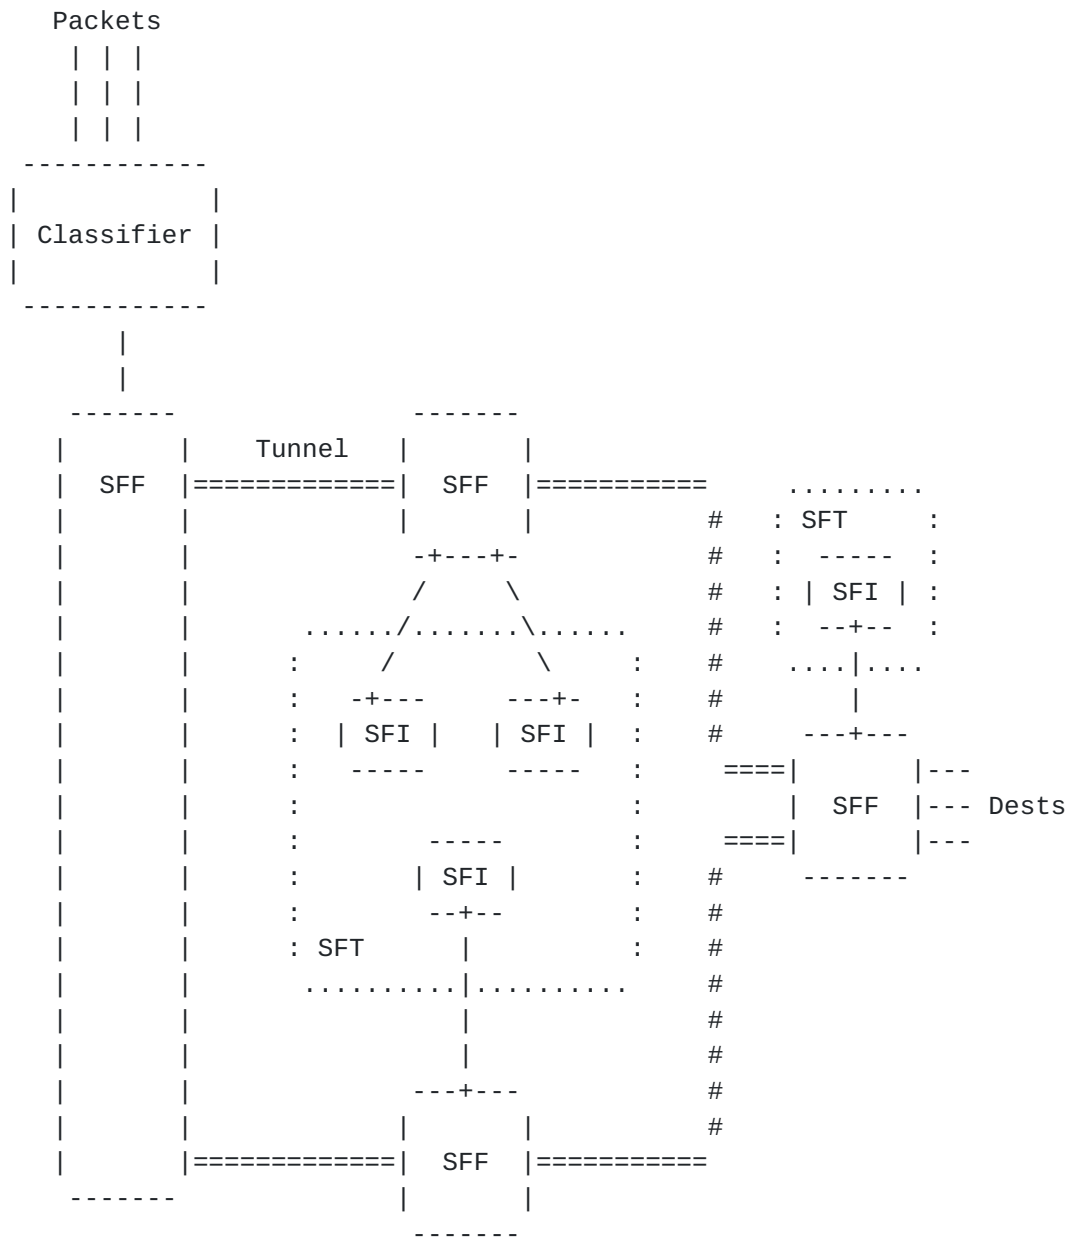 Packets
Classifier
Tunnel
SFF SFF
SFT
SFI
SFI SFI
SFF Dests
SFI
SFT
SFF